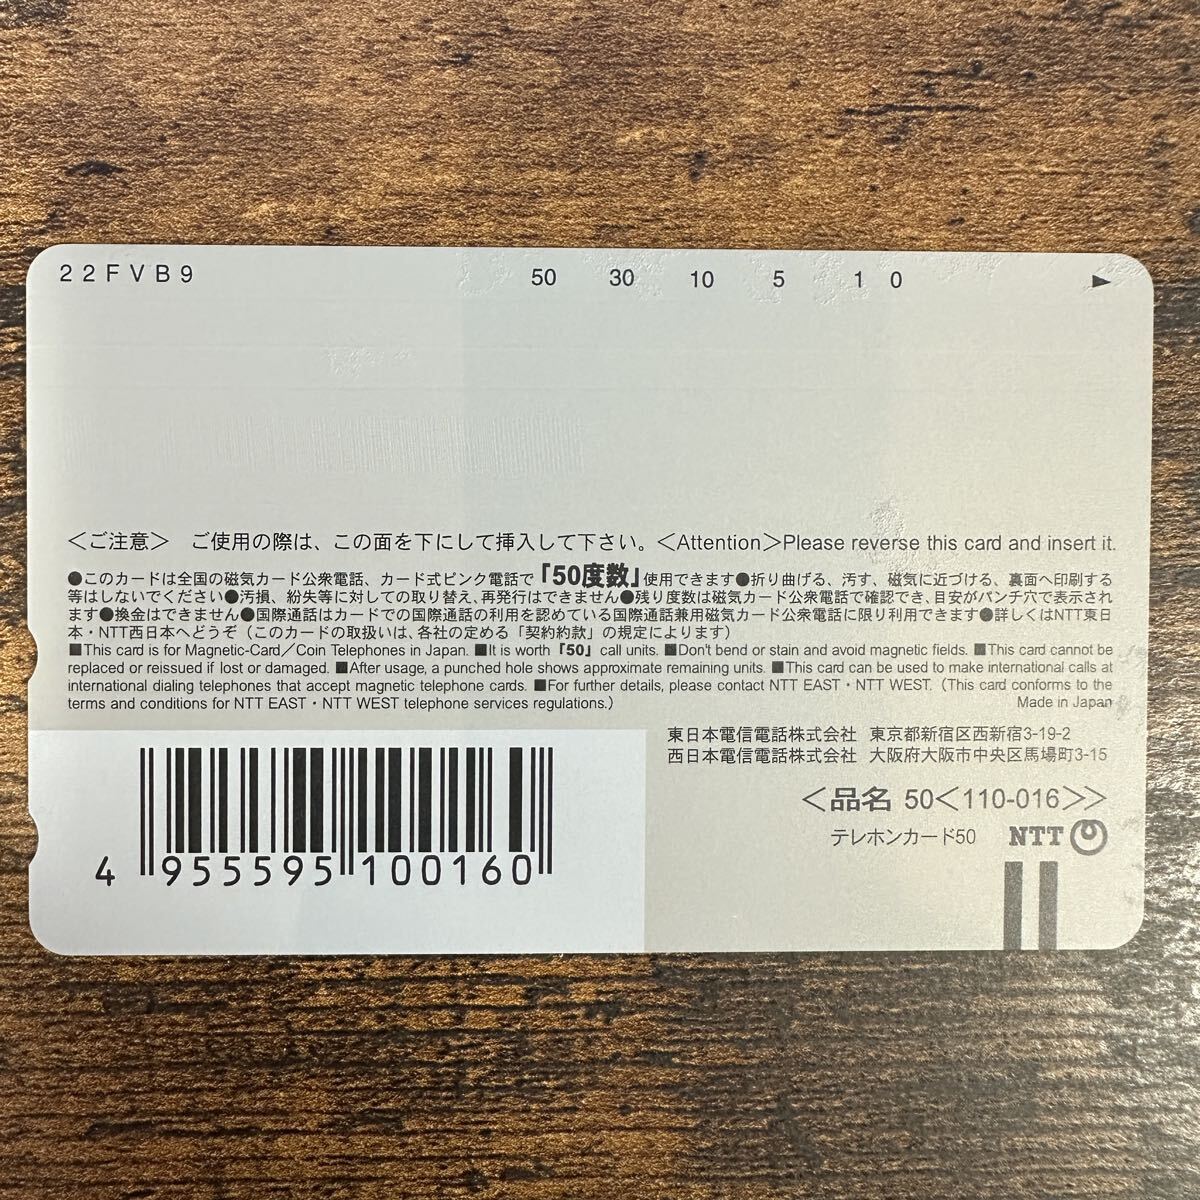 22FVB9 50 30 10 5 1 0 ▶
＜ご注意＞ ご使用の際は、この面を下にして挿入して下さい。＜Attention＞Please reverse this card and insert it.
●このカードは全国の磁気カード公衆電話、カード式ピンク電話で『50度数』使用できます●折り曲げる、汚す、磁気に近づける、裏面へ印刷する
等はしないでください●汚損、紛失等に対しての取り替え、再発行はできません●残り度数は磁気カード公衆電話で確認でき、目安がパンチ穴で表示され
ます●換金はできません●国際通話はカードでの国際通話の利用を認めている国際通話兼用磁気カード公衆電話に限り利用できます●詳しくはNTT東日
本・NTT西日本へどうぞ（このカードの取扱いは、各社の定める「契約約款」の規定によります）
■This card is for Magnetic-Card／Coin Telephones in Japan. ■It is worth『50』call units. ■Don't bend or stain and avoid magnetic fields. ■This card cannot be
replaced or reissued if lost or damaged. ■After usage, a punched hole shows approximate remaining units. ■This card can be used to make international calls at
international dialing telephones that accept magnetic telephone cards. ■For further details, please contact NTT EAST・NTT WEST. (This card conforms to the
terms and conditions for NTT EAST・NTT WEST telephone services regulations.) Made in Japan
東日本電信電話株式会社 東京都新宿区西新宿3-19-2
西日本電信電話株式会社 大阪府大阪市中央区馬場町3-15
＜品名 50＜110-016＞＞
テレホンカード50 NTT
4 955595 100160